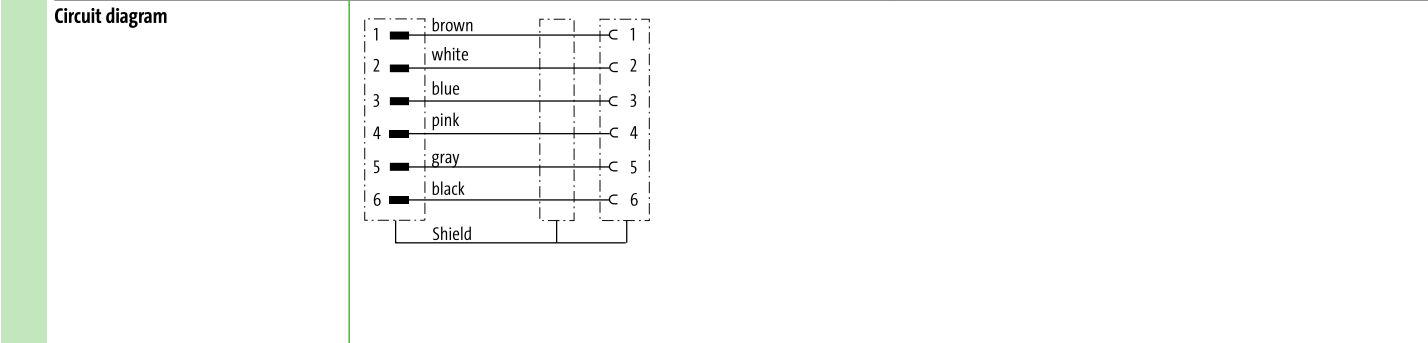 Circuit diagram
1 brown 1
2 white 2
3 blue 3
4 pink 4
5 gray 5
6 black 6
Shield